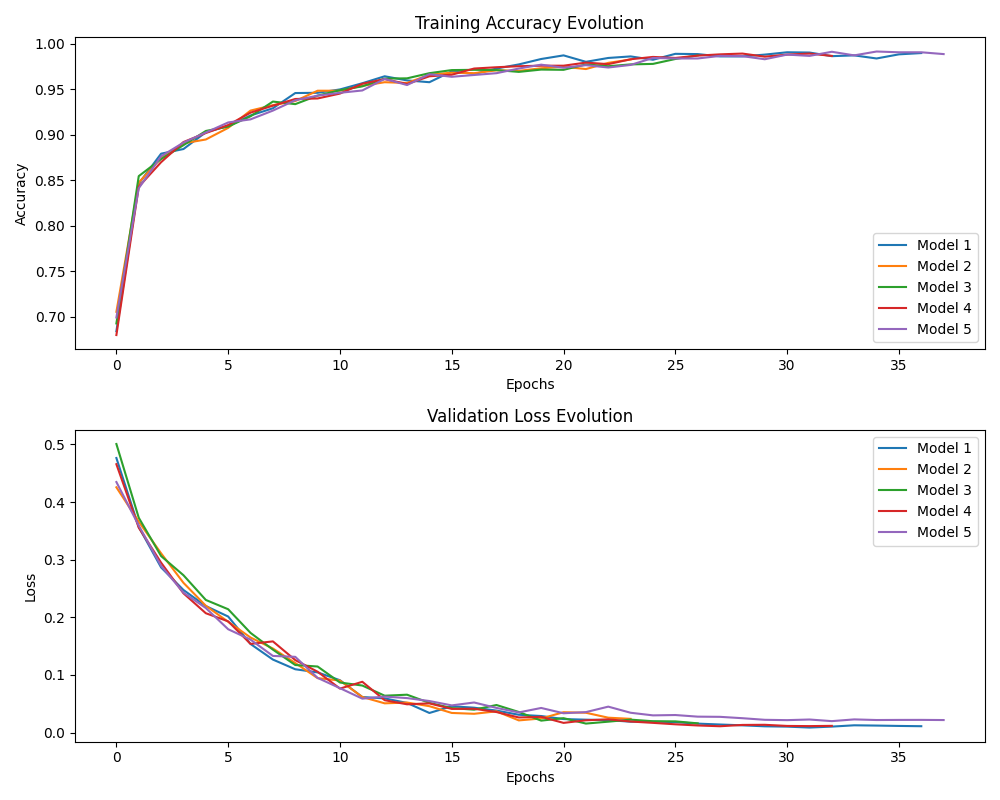 Training Accuracy Evolution
1.00
0.95
0.90
0.85
0.80
0.75
0.70
Accuracy
Model 1
Model 2
Model 3
Model 4
Model 5
0 5 10 15 20 25 30 35
Epochs
Validation Loss Evolution
0.5
0.4
0.3
0.2
0.1
0.0
Loss
Model 1
Model 2
Model 3
Model 4
Model 5
0 5 10 15 20 25 30 35
Epochs